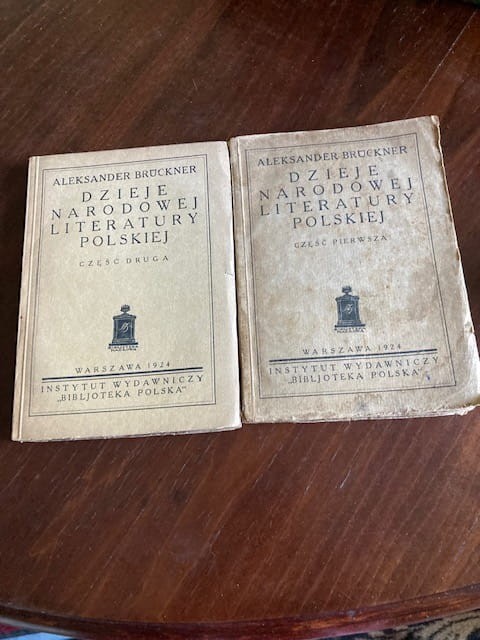 ALEKSANDER BRÜCKNER
DZIEJE
NARODOWEJ
LITERATURY
POLSKIEJ
CZĘŚĆ DRUGA
WARSZAWA 1924
INSTYTUT WYDAWNICZY
„BIBLJOTEKA POLSKA"
ALEKSANDER BRÜCKNER
DZIEJE
NARODOWEJ
LITERATURY
POLSKIEJ
CZĘŚĆ PIERWSZA
WARSZAWA 1924
INSTYTUT WYDAWNICZY
„BIBLJOTEKA POLSKA"